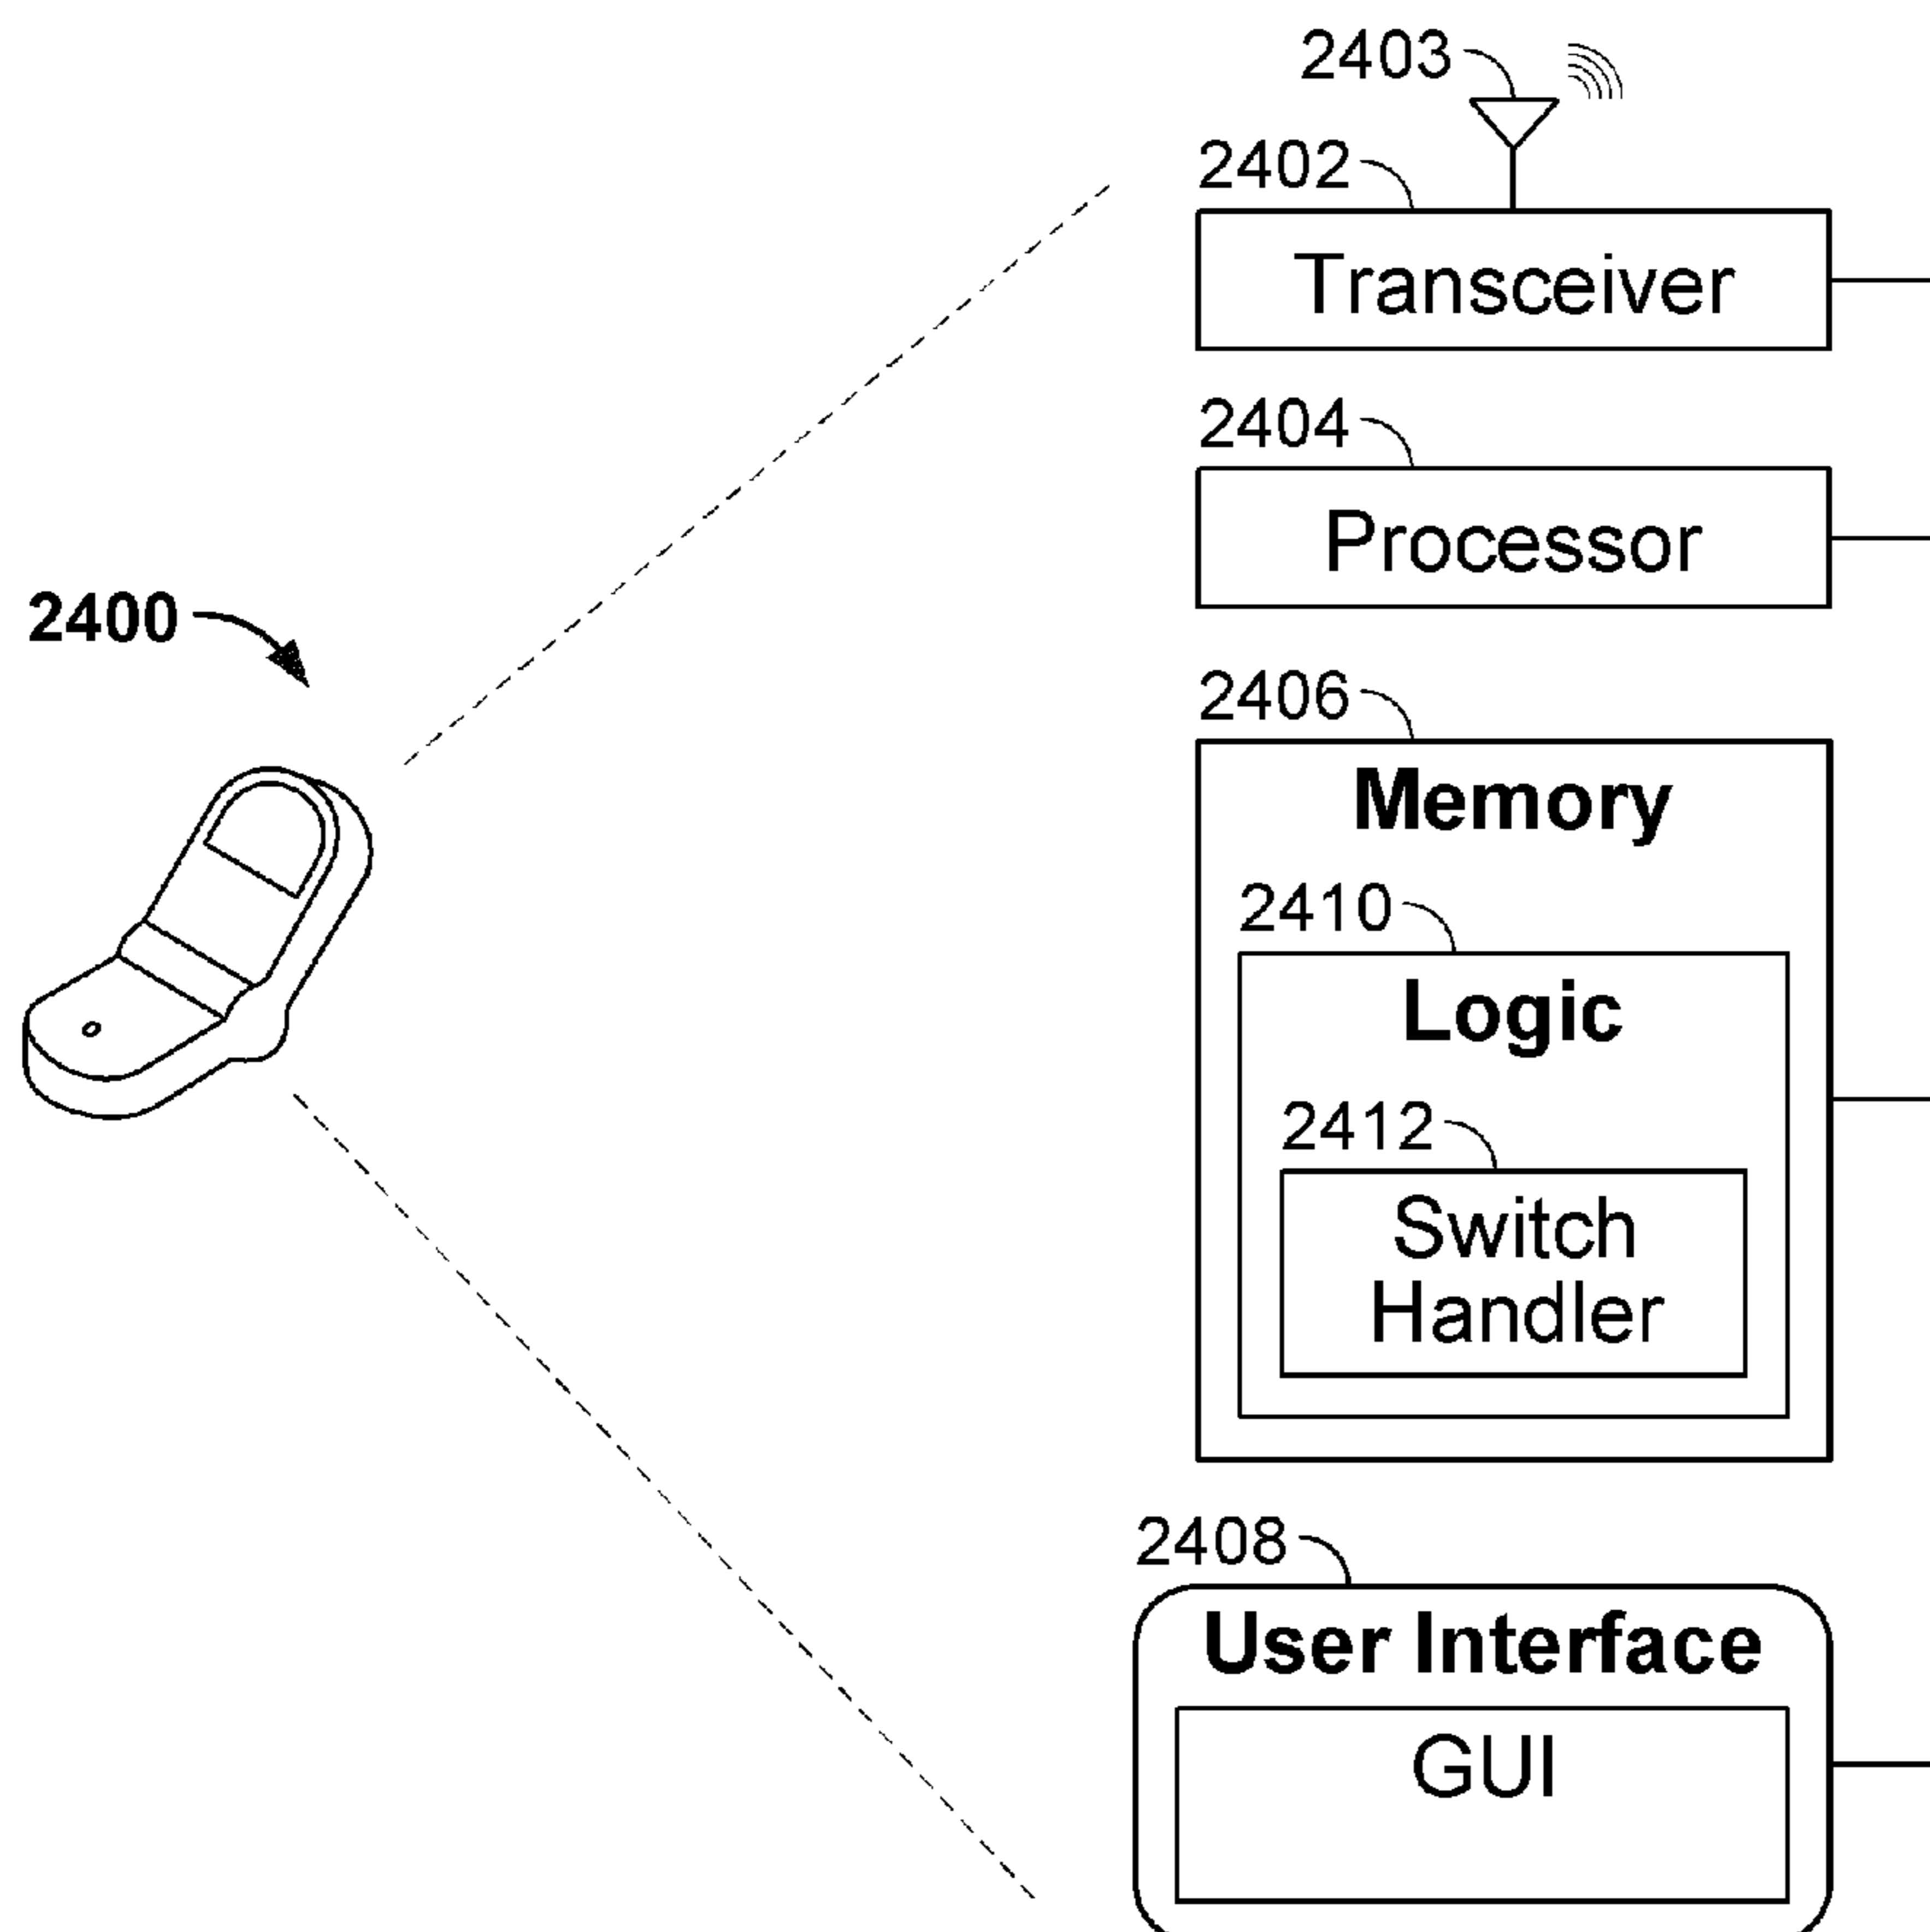 2403
2402
Transceiver
2404
Processor
2400
2406
Memory
2410
Logic
2412
Switch
Handler
2408
User Interface
GUI